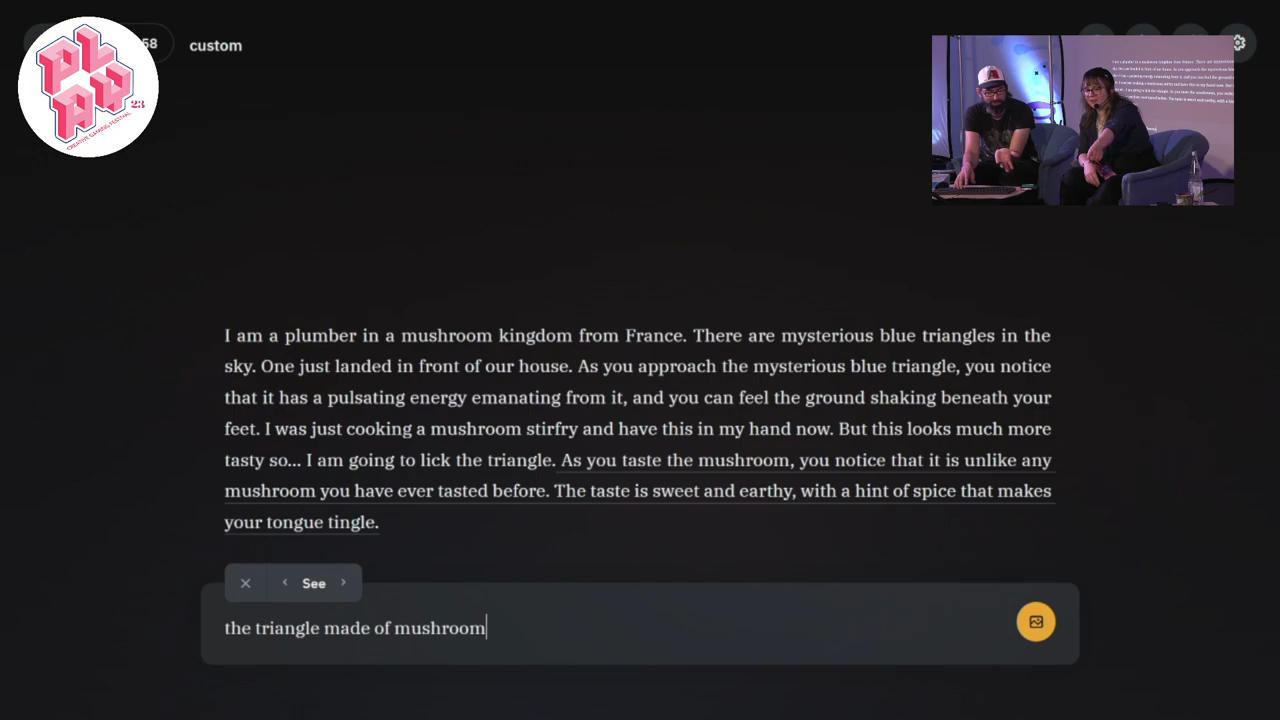 PLAY
23
CREATIVE GAMING FESTIVAL
58
custom
I am a plumber in a mushroom kingdom from France. There are mysterious blue triangles in the
sky. One just landed in front of our house. As you approach the mysterious blue triangle, you notice
that it has a pulsating energy emanating from it, and you can feel the ground shaking beneath your
feet. I was just cooking a mushroom stirfry and have this in my hand now. But this looks much more
tasty so... I am going to lick the triangle. As you taste the mushroom, you notice that it is unlike any
mushroom you have ever tasted before. The taste is sweet and earthy, with a hint of spice that makes
your tongue tingle.
See
the triangle made of mushroom